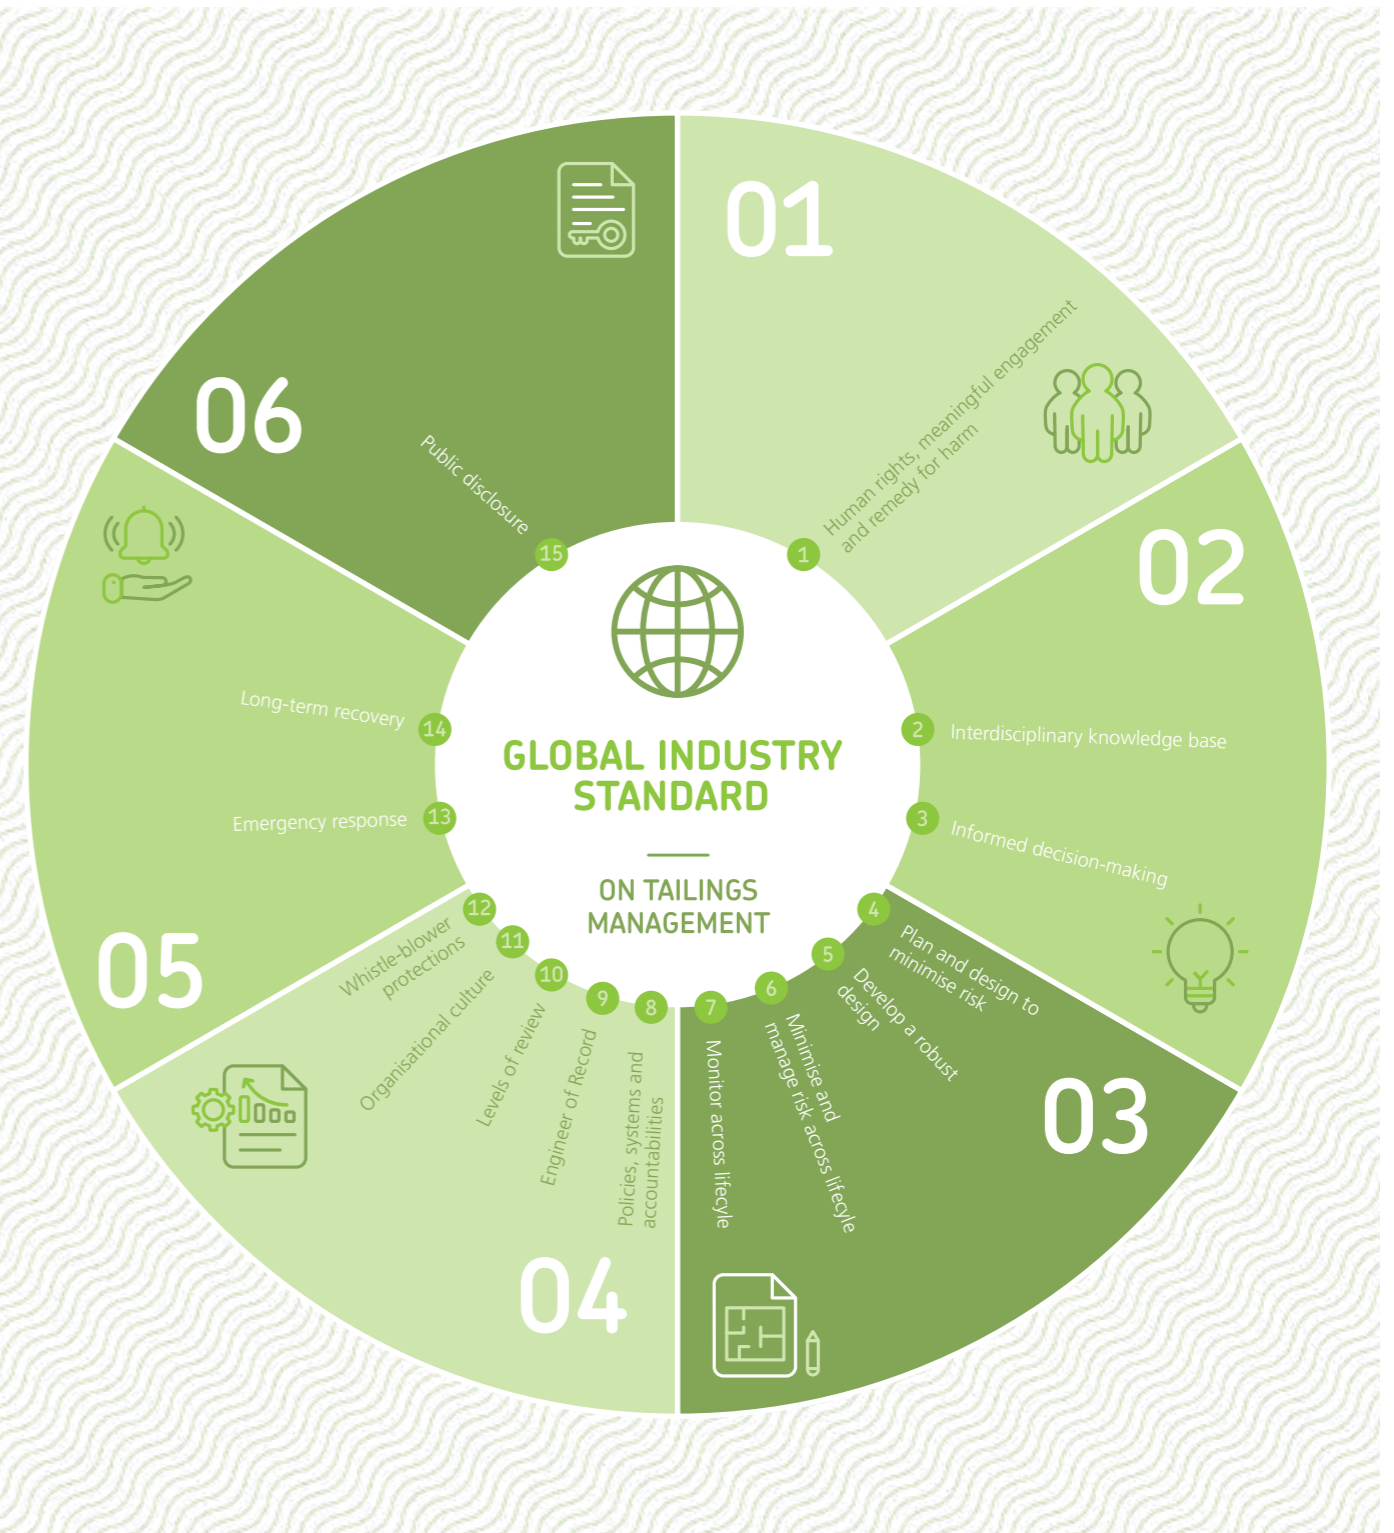 GLOBAL INDUSTRY
STANDARD
ON TAILINGS
MANAGEMENT
01
1
Human rights, meaningful engagement
and remedy for harm
02
2
Interdisciplinary knowledge base
3
Informed decision-making
03
4
Plan and design to
minimise risk
5
Develop a robust
design
6
Minimise and
manage risk across lifecyle
7
Monitor across lifecyle
04
8
Policies, systems and
accountabilities
9
Engineer of Record
10
Levels of review
11
Organisational culture
12
Whistle-blower
protections
05
13
Emergency response
14
Long-term recovery
06
15
Public disclosure